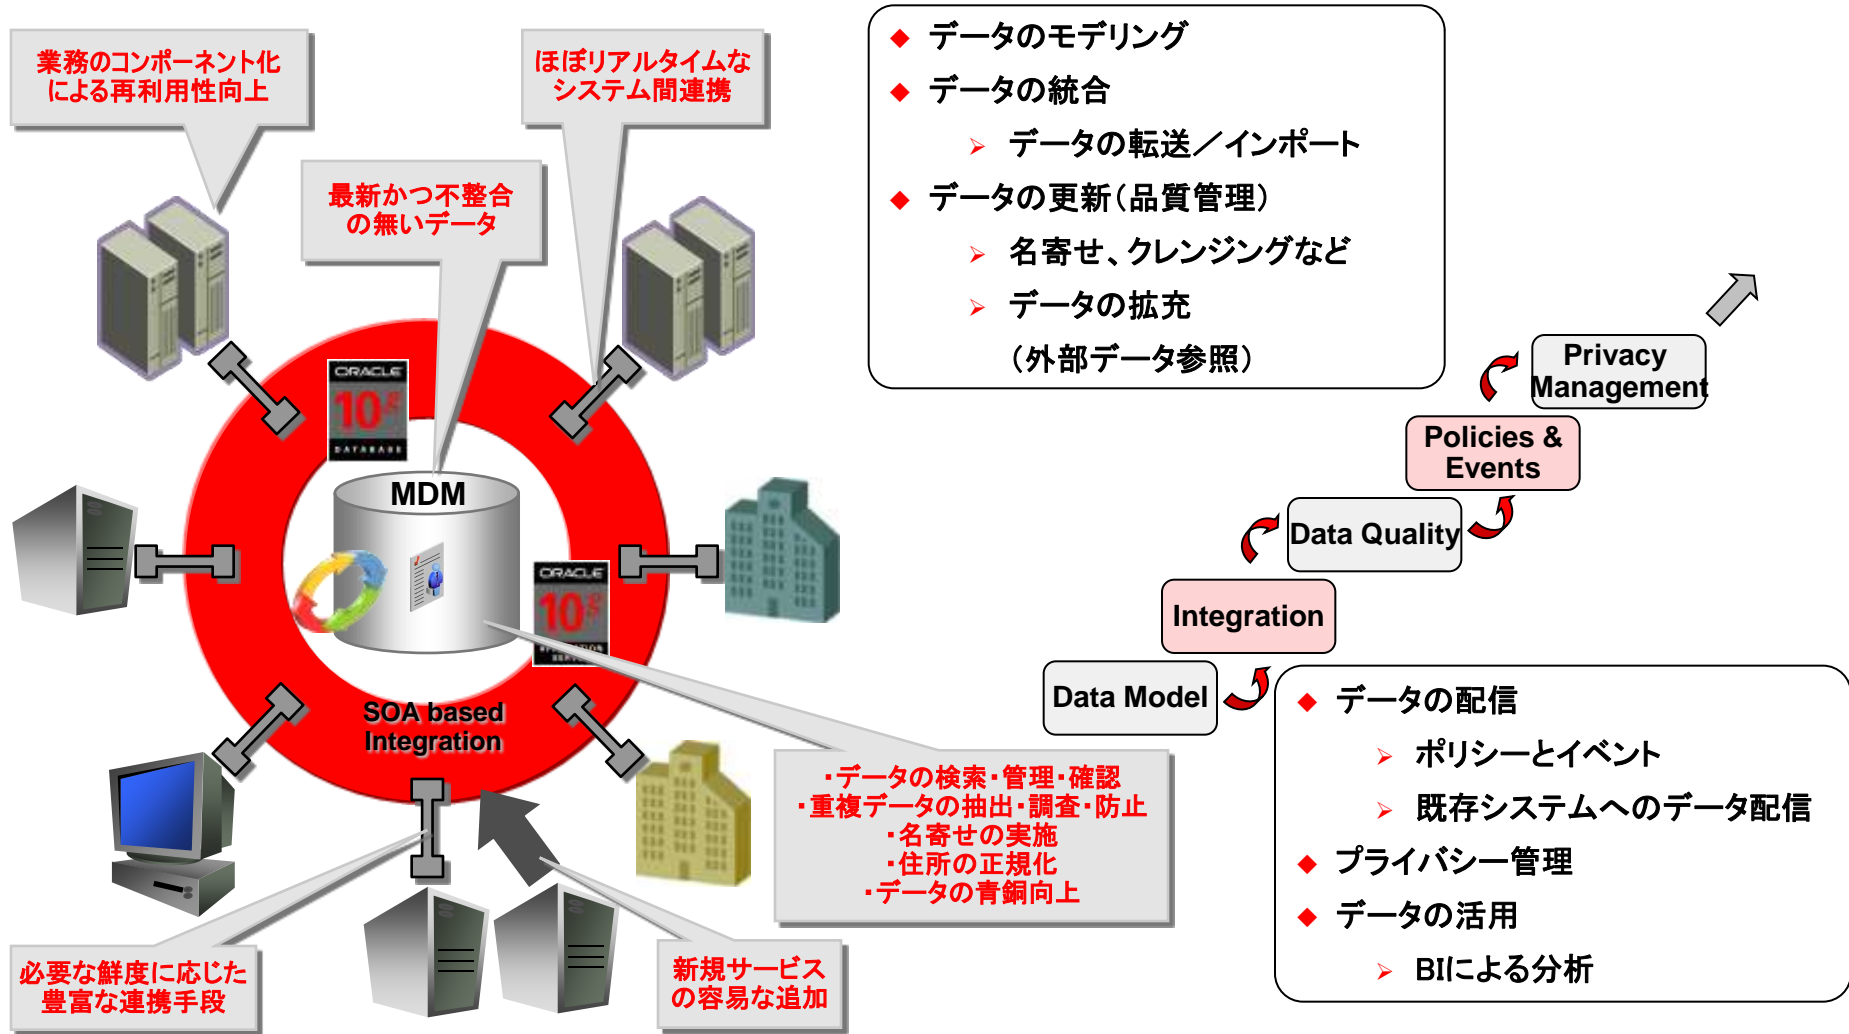 業務のコンポーネント化
による再利用性向上
ほぼリアルタイムな
システム間連携
最新かつ不整合
の無いデータ
ORACLE
10g
DATABASE
MDM
ORACLE
10g
SOA based
Integration
・データの検索・管理・確認
・重複データの抽出・調査・防止
・名寄せの実施
・住所の正規化
・データの青銅向上
必要な鮮度に応じた
豊富な連携手段
新規サービス
の容易な追加
データのモデリング
データの統合
データの転送／インポート
データの更新（品質管理）
名寄せ、クレンジングなど
データの拡充
（外部データ参照）
Privacy
Management
Policies &
Events
Data Quality
Integration
Data Model
データの配信
ポリシーとイベント
既存システムへのデータ配信
プライバシー管理
データの活用
BIによる分析